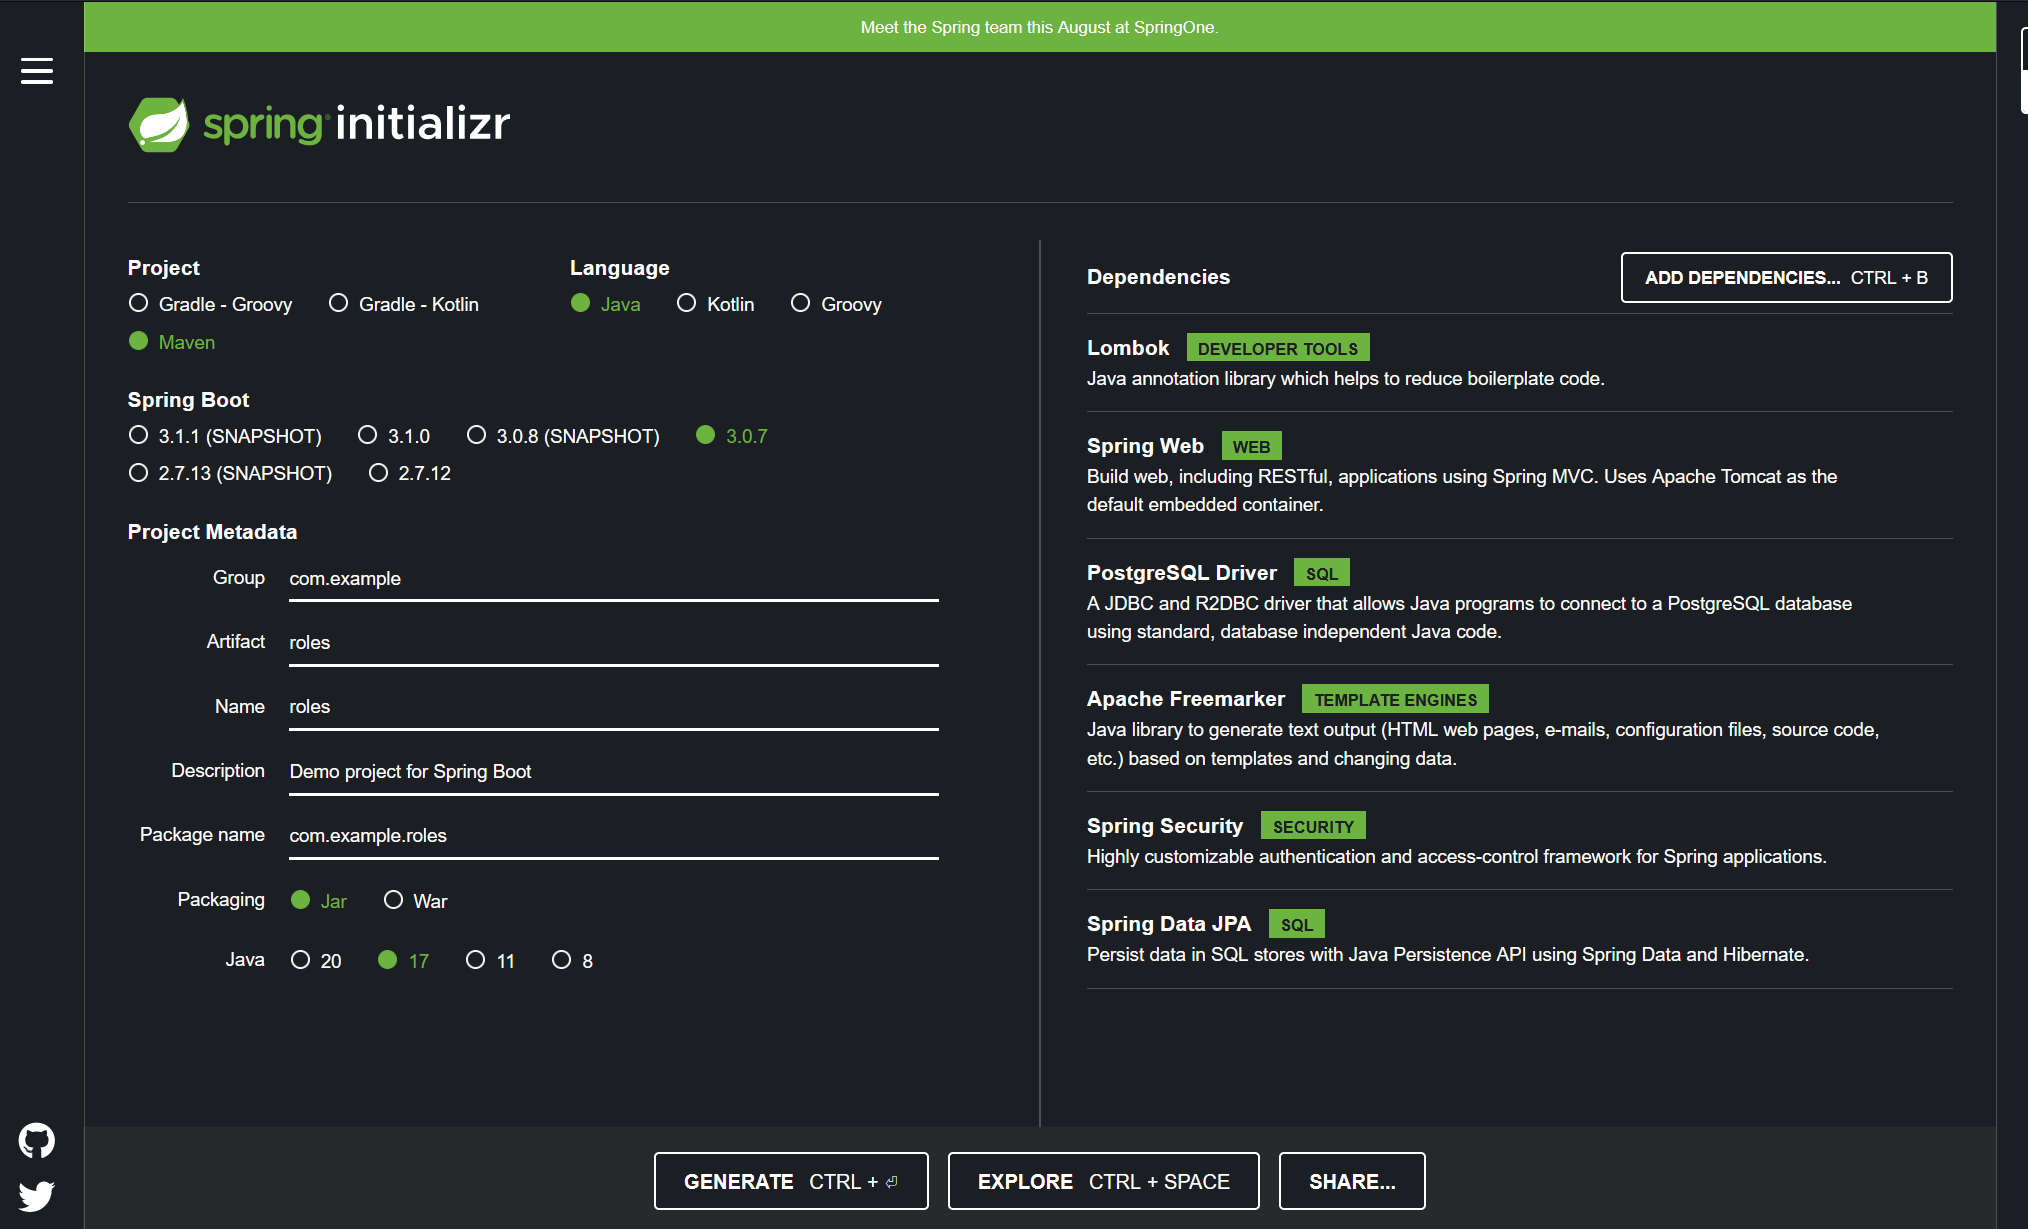 Meet the Spring team this August at SpringOne.
spring® initializr
Project
Gradle - Groovy Gradle - Kotlin
Maven
Language
Java Kotlin Groovy
Spring Boot
3.1.1 (SNAPSHOT) 3.1.0 3.0.8 (SNAPSHOT) 3.0.7
2.7.13 (SNAPSHOT) 2.7.12
Project Metadata
Group com.example
Artifact roles
Name roles
Description Demo project for Spring Boot
Package name com.example.roles
Packaging Jar War
Java 20 17 11 8
Dependencies
ADD DEPENDENCIES... CTRL + B
Lombok DEVELOPER TOOLS
Java annotation library which helps to reduce boilerplate code.
Spring Web WEB
Build web, including RESTful, applications using Spring MVC. Uses Apache Tomcat as the
default embedded container.
PostgreSQL Driver SQL
A JDBC and R2DBC driver that allows Java programs to connect to a PostgreSQL database
using standard, database independent Java code.
Apache Freemarker TEMPLATE ENGINES
Java library to generate text output (HTML web pages, e-mails, configuration files, source code,
etc.) based on templates and changing data.
Spring Security SECURITY
Highly customizable authentication and access-control framework for Spring applications.
Spring Data JPA SQL
Persist data in SQL stores with Java Persistence API using Spring Data and Hibernate.
GENERATE CTRL + ⏎
EXPLORE CTRL + SPACE
SHARE...